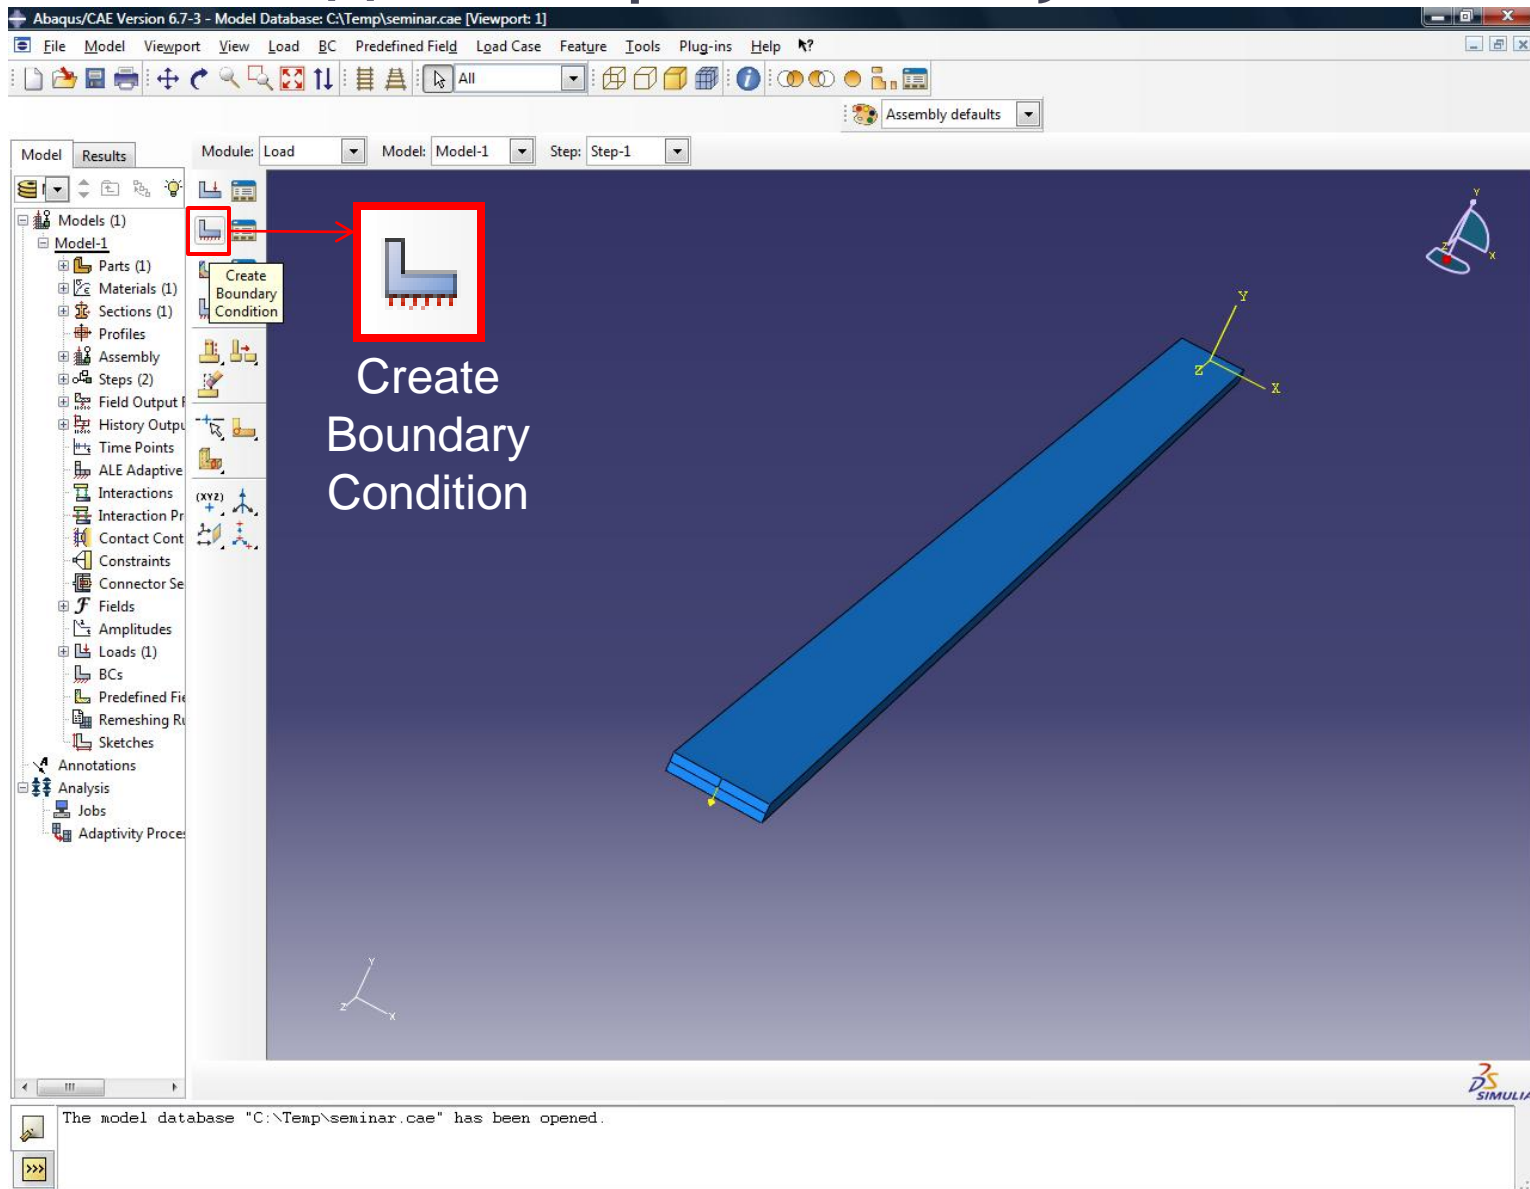 Abaqus/CAE Version 6.7-3 - Model Database: C:\Temp\seminar.cae [Viewport: 1]
File Model Viewport View Load BC Predefined Field Load Case Feature Tools Plug-ins Help
All
Assembly defaults
Model Results
Module: Load Model: Model-1 Step: Step-1
Models (1)
Model-1
Parts (1)
Materials (1)
Sections (1)
Profiles
Assembly
Steps (2)
Field Output F
History Outpu
Time Points
ALE Adaptive
Interactions
Interaction Pr
Contact Cont
Constraints
Connector Se
Fields
Amplitudes
Loads (1)
BCs
Predefined Fie
Remeshing Ru
Sketches
Annotations
Analysis
Jobs
Adaptivity Proces
Create
Boundary
Condition
(XYZ)
Create
Boundary
Condition
Y
Z
X
Y
Z
X
Y
Z
X
SIMULIA
The model database "C:\Temp\seminar.cae" has been opened.
>>>